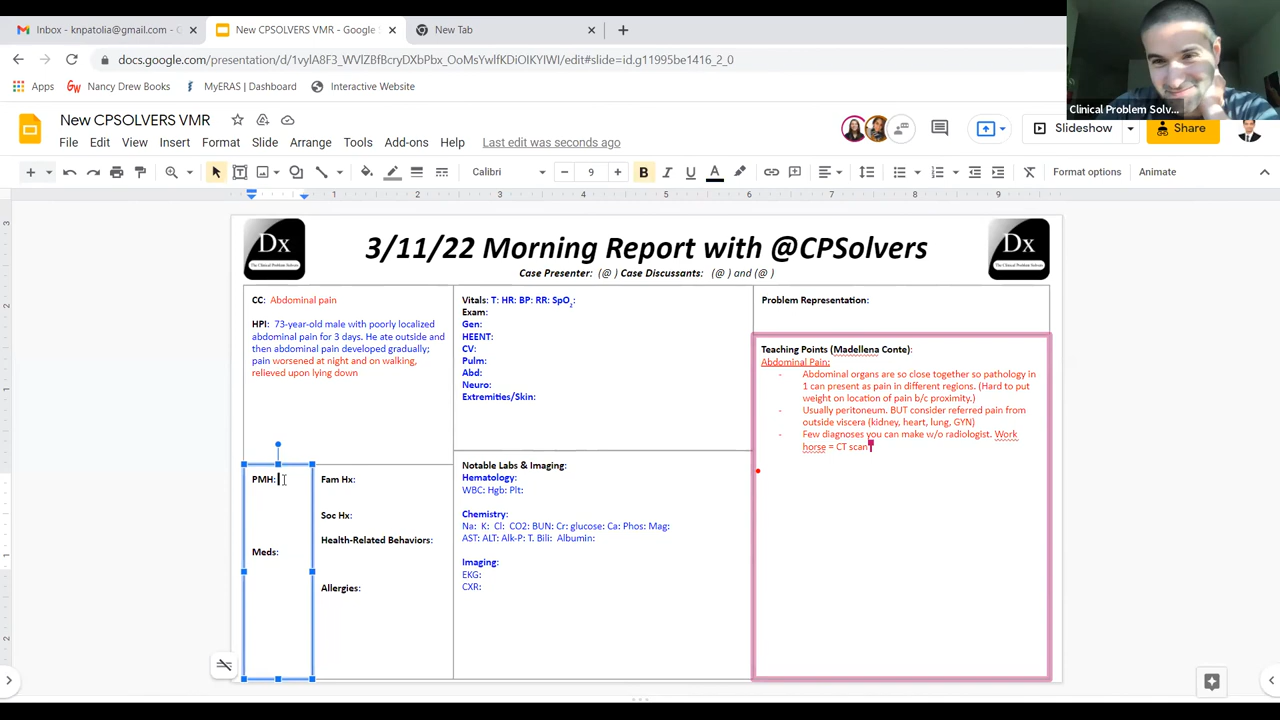 Inbox - knpatolia@gmail.com -
New CPSOLVERS VMR - Google
New Tab
docs.google.com/presentation/d/1vylA8F3_WVlZBfBcryDXbPbx_OoMsYwlfKDiOIKYIWI/edit#slide=id.g11995be1416_2_0
Apps
Nancy Drew Books
MyERAS | Dashboard
Interactive Website
Clinical Problem Solv...
New CPSOLVERS VMR
File Edit View Insert Format Slide Arrange Tools Add-ons Help Last edit was seconds ago
Slideshow
Share
Calibri
9
Format options
Animate
Dx
The Clinical Problem Solvers
3/11/22 Morning Report with @CPSolvers
Case Presenter: (@ ) Case Discussants: (@ ) and (@ )
Dx
The Clinical Problem Solvers
CC: Abdominal pain
HPI: 73-year-old male with poorly localized
abdominal pain for 3 days. He ate outside and
then abdominal pain developed gradually;
pain worsened at night and on walking,
relieved upon lying down
PMH:
Meds:
Fam Hx:
Soc Hx:
Health-Related Behaviors:
Allergies:
Vitals: T: HR: BP: RR: SpO2:
Exam:
Gen:
HEENT:
CV:
Pulm:
Abd:
Neuro:
Extremities/Skin:
Notable Labs & Imaging:
Hematology:
WBC: Hgb: Plt:
Chemistry:
Na: K: Cl: CO2: BUN: Cr: glucose: Ca: Phos: Mag:
AST: ALT: Alk-P: T. Bili: Albumin:
Imaging:
EKG:
CXR:
Problem Representation:
Teaching Points (Madellena Conte):
Abdominal Pain:
- Abdominal organs are so close together so pathology in
1 can present as pain in different regions. (Hard to put
weight on location of pain b/c proximity.)
- Usually peritoneum. BUT consider referred pain from
outside viscera (kidney, heart, lung, GYN)
- Few diagnoses you can make w/o radiologist. Work
horse = CT scan